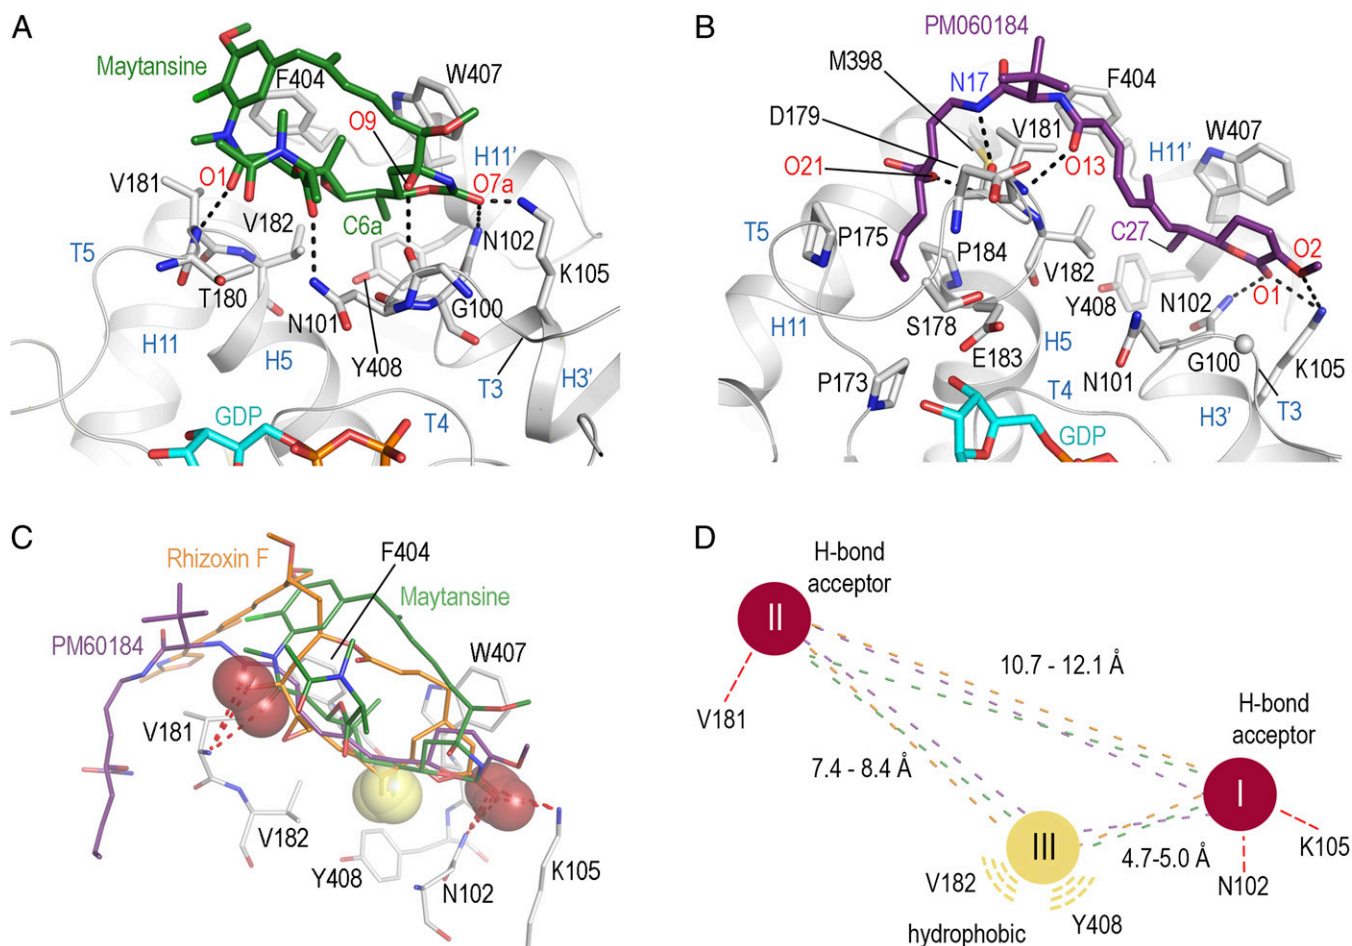 A
Maytansine
F404
W407
O9
H11'
O7a
V181
O1
V182
C6a
N102
T5
K105
T180
N101
G100
H11
H5
Y408
T3
H3'
GDP
T4
B
PM060184
M398
N17
F404
D179
V181
W407
O21
O13
H11'
T5
P175
P184
C27
O2
V182
Y408
N102
O1
S178
H11
E183
H5
G100
K105
P173
N101
T4
H3'
T3
GDP
C
Rhizoxin F
F404
Maytansine
PM60184
W407
V181
V182
Y408
N102
K105
D
H-bond
acceptor
II
10.7 - 12.1 Å
H-bond
acceptor
V181
7.4 - 8.4 Å
I
III
4.7-5.0 Å
K105
V182
N102
hydrophobic
Y408